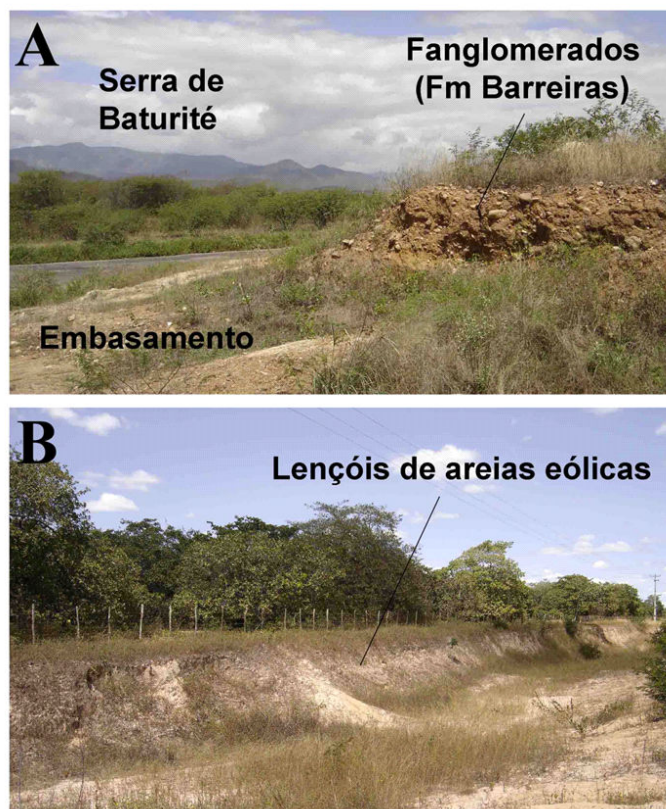 A
Serra de
Baturité
Fanglomerados
(Fm Barreiras)
Embasamento
B
Lençóis de areias eólicas